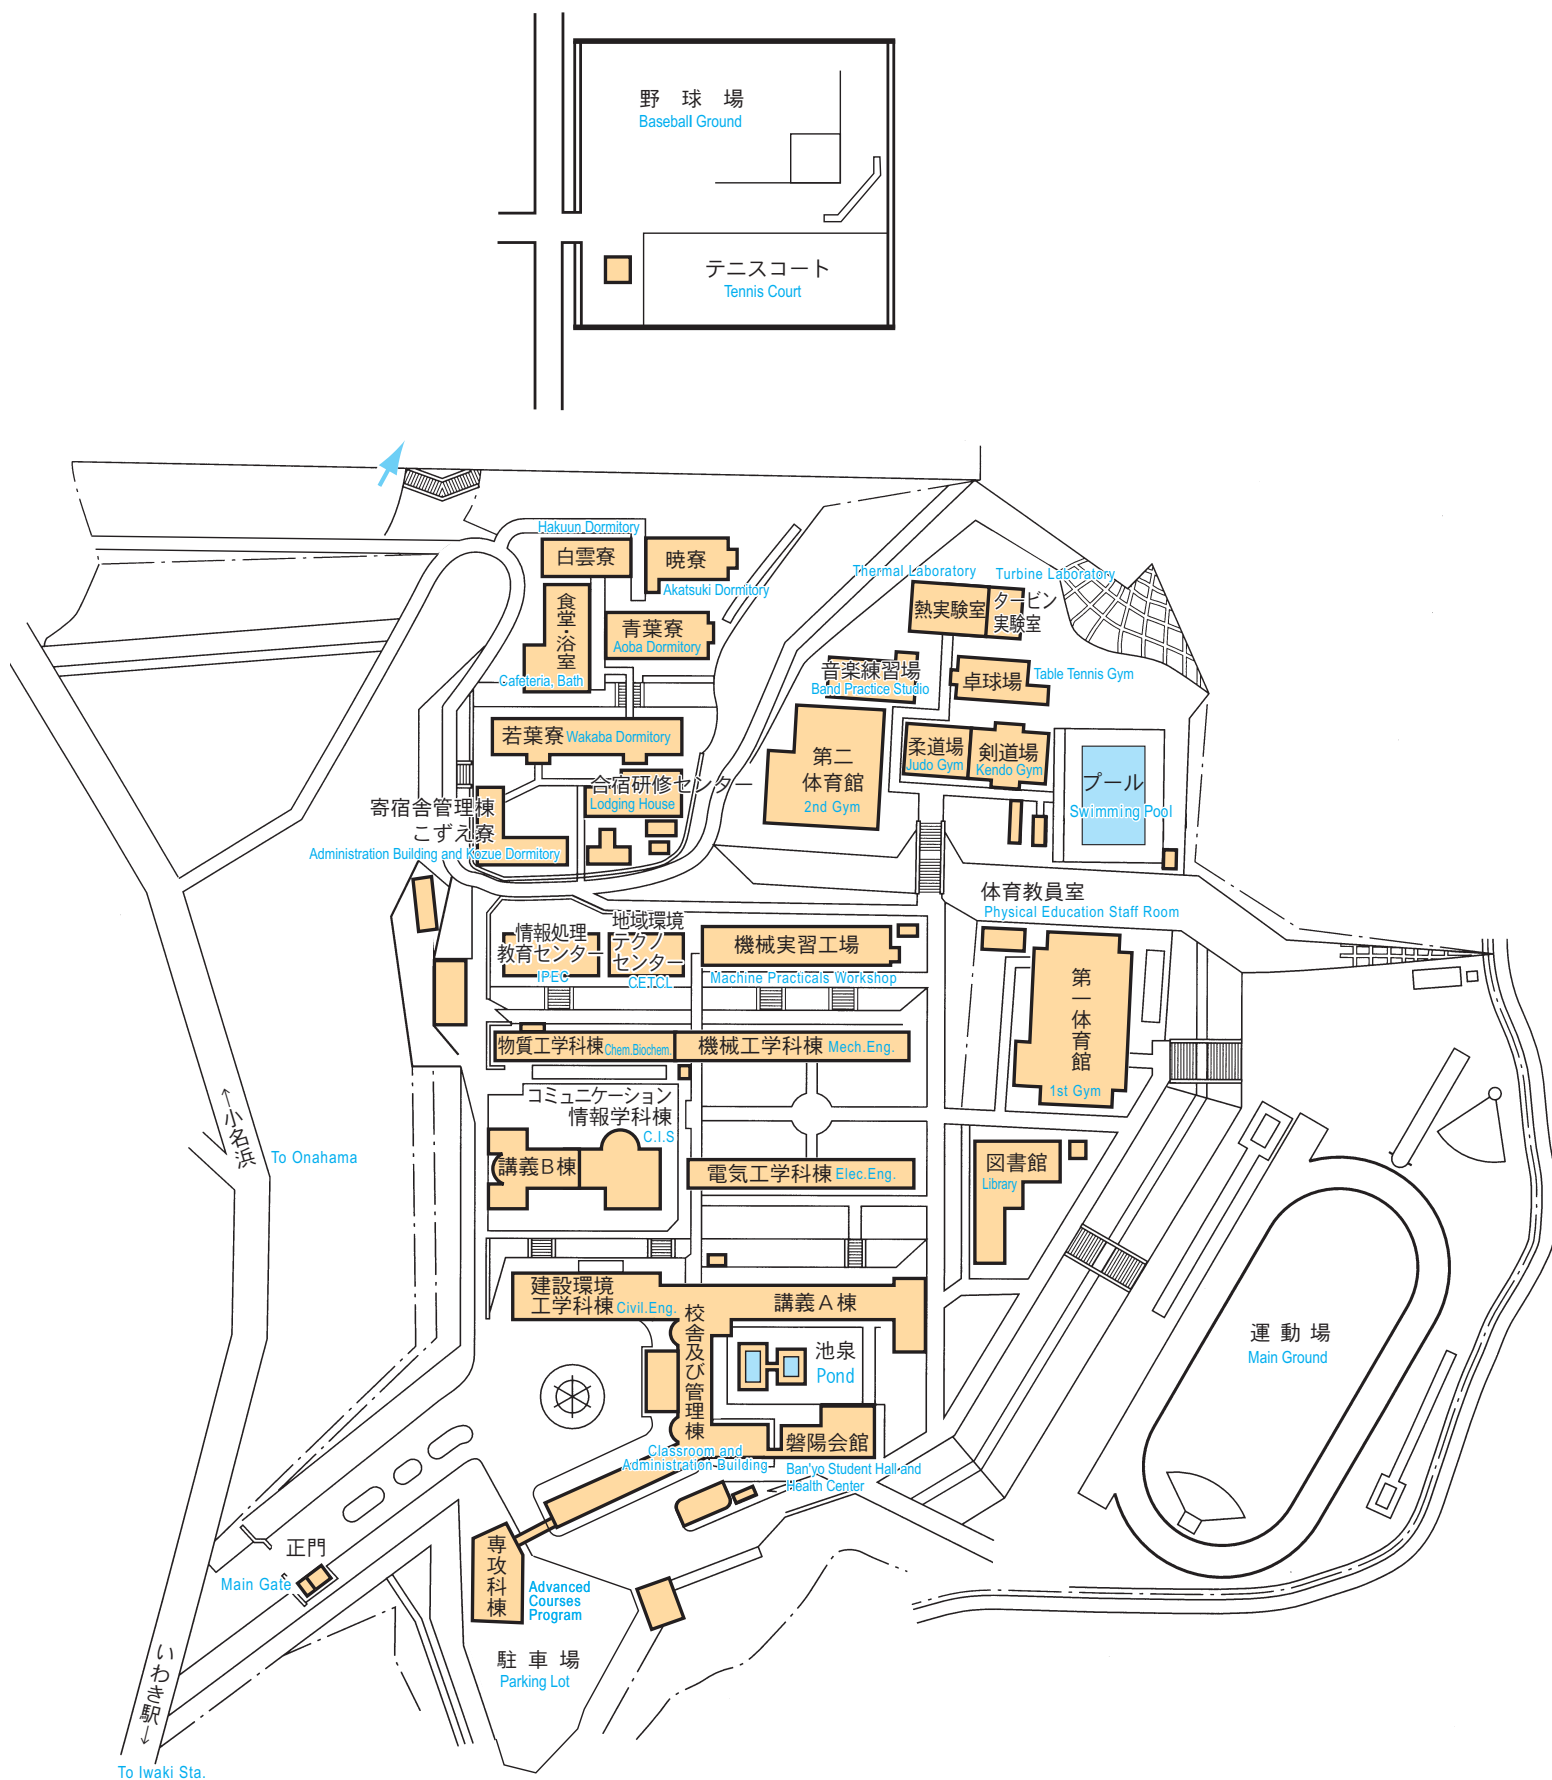 野球場
Baseball Ground
テニスコート
Tennis Court
Hakuun Dormitory
白雲寮
暁寮
Akatsuki Dormitory
食堂・浴室
Cafeteria, Bath
青葉寮
Aoba Dormitory
Thermal Laboratory
Turbine Laboratory
熱実験室
タービン
実験室
音楽練習場
Band Practice Studio
卓球場
Table Tennis Gym
若葉寮
Wakaba Dormitory
第二
体育館
2nd Gym
柔道場
Judo Gym
剣道場
Kendo Gym
プール
Swimming Pool
合宿研修センター
Lodging House
寄宿舎管理棟
こずえ寮
Administration Building and Kozue Dormitory
体育教員室
Physical Education Staff Room
情報処理
教育センター
IPEC
地域環境
テクノ
センター
CETCL
機械実習工場
Machine Practicals Workshop
第一体育館
1st Gym
物質工学科棟
Chem.Biochem.
機械工学科棟
Mech.Eng.
コミュニケーション
情報学科棟
C.I.S
講義B棟
電気工学科棟
Elec.Eng.
図書館
Library
←小名浜
To Onahama
建設環境
工学科棟
Civil.Eng.
講義A棟
校舎及び管理棟
Classroom and
Administration Building
池泉
Pond
運動場
Main Ground
磐陽会館
Ban'yo Student Hall and
Health Center
正門
Main Gate
専攻科棟
Advanced
Courses
Program
駐車場
Parking Lot
いわき駅→
To Iwaki Sta.